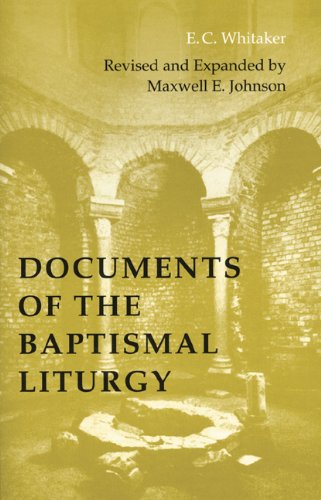 E. C. Whitaker
Revised and Expanded by
Maxwell E. Johnson
DOCUMENTS
OF THE
BAPTISMAL
LITURGY